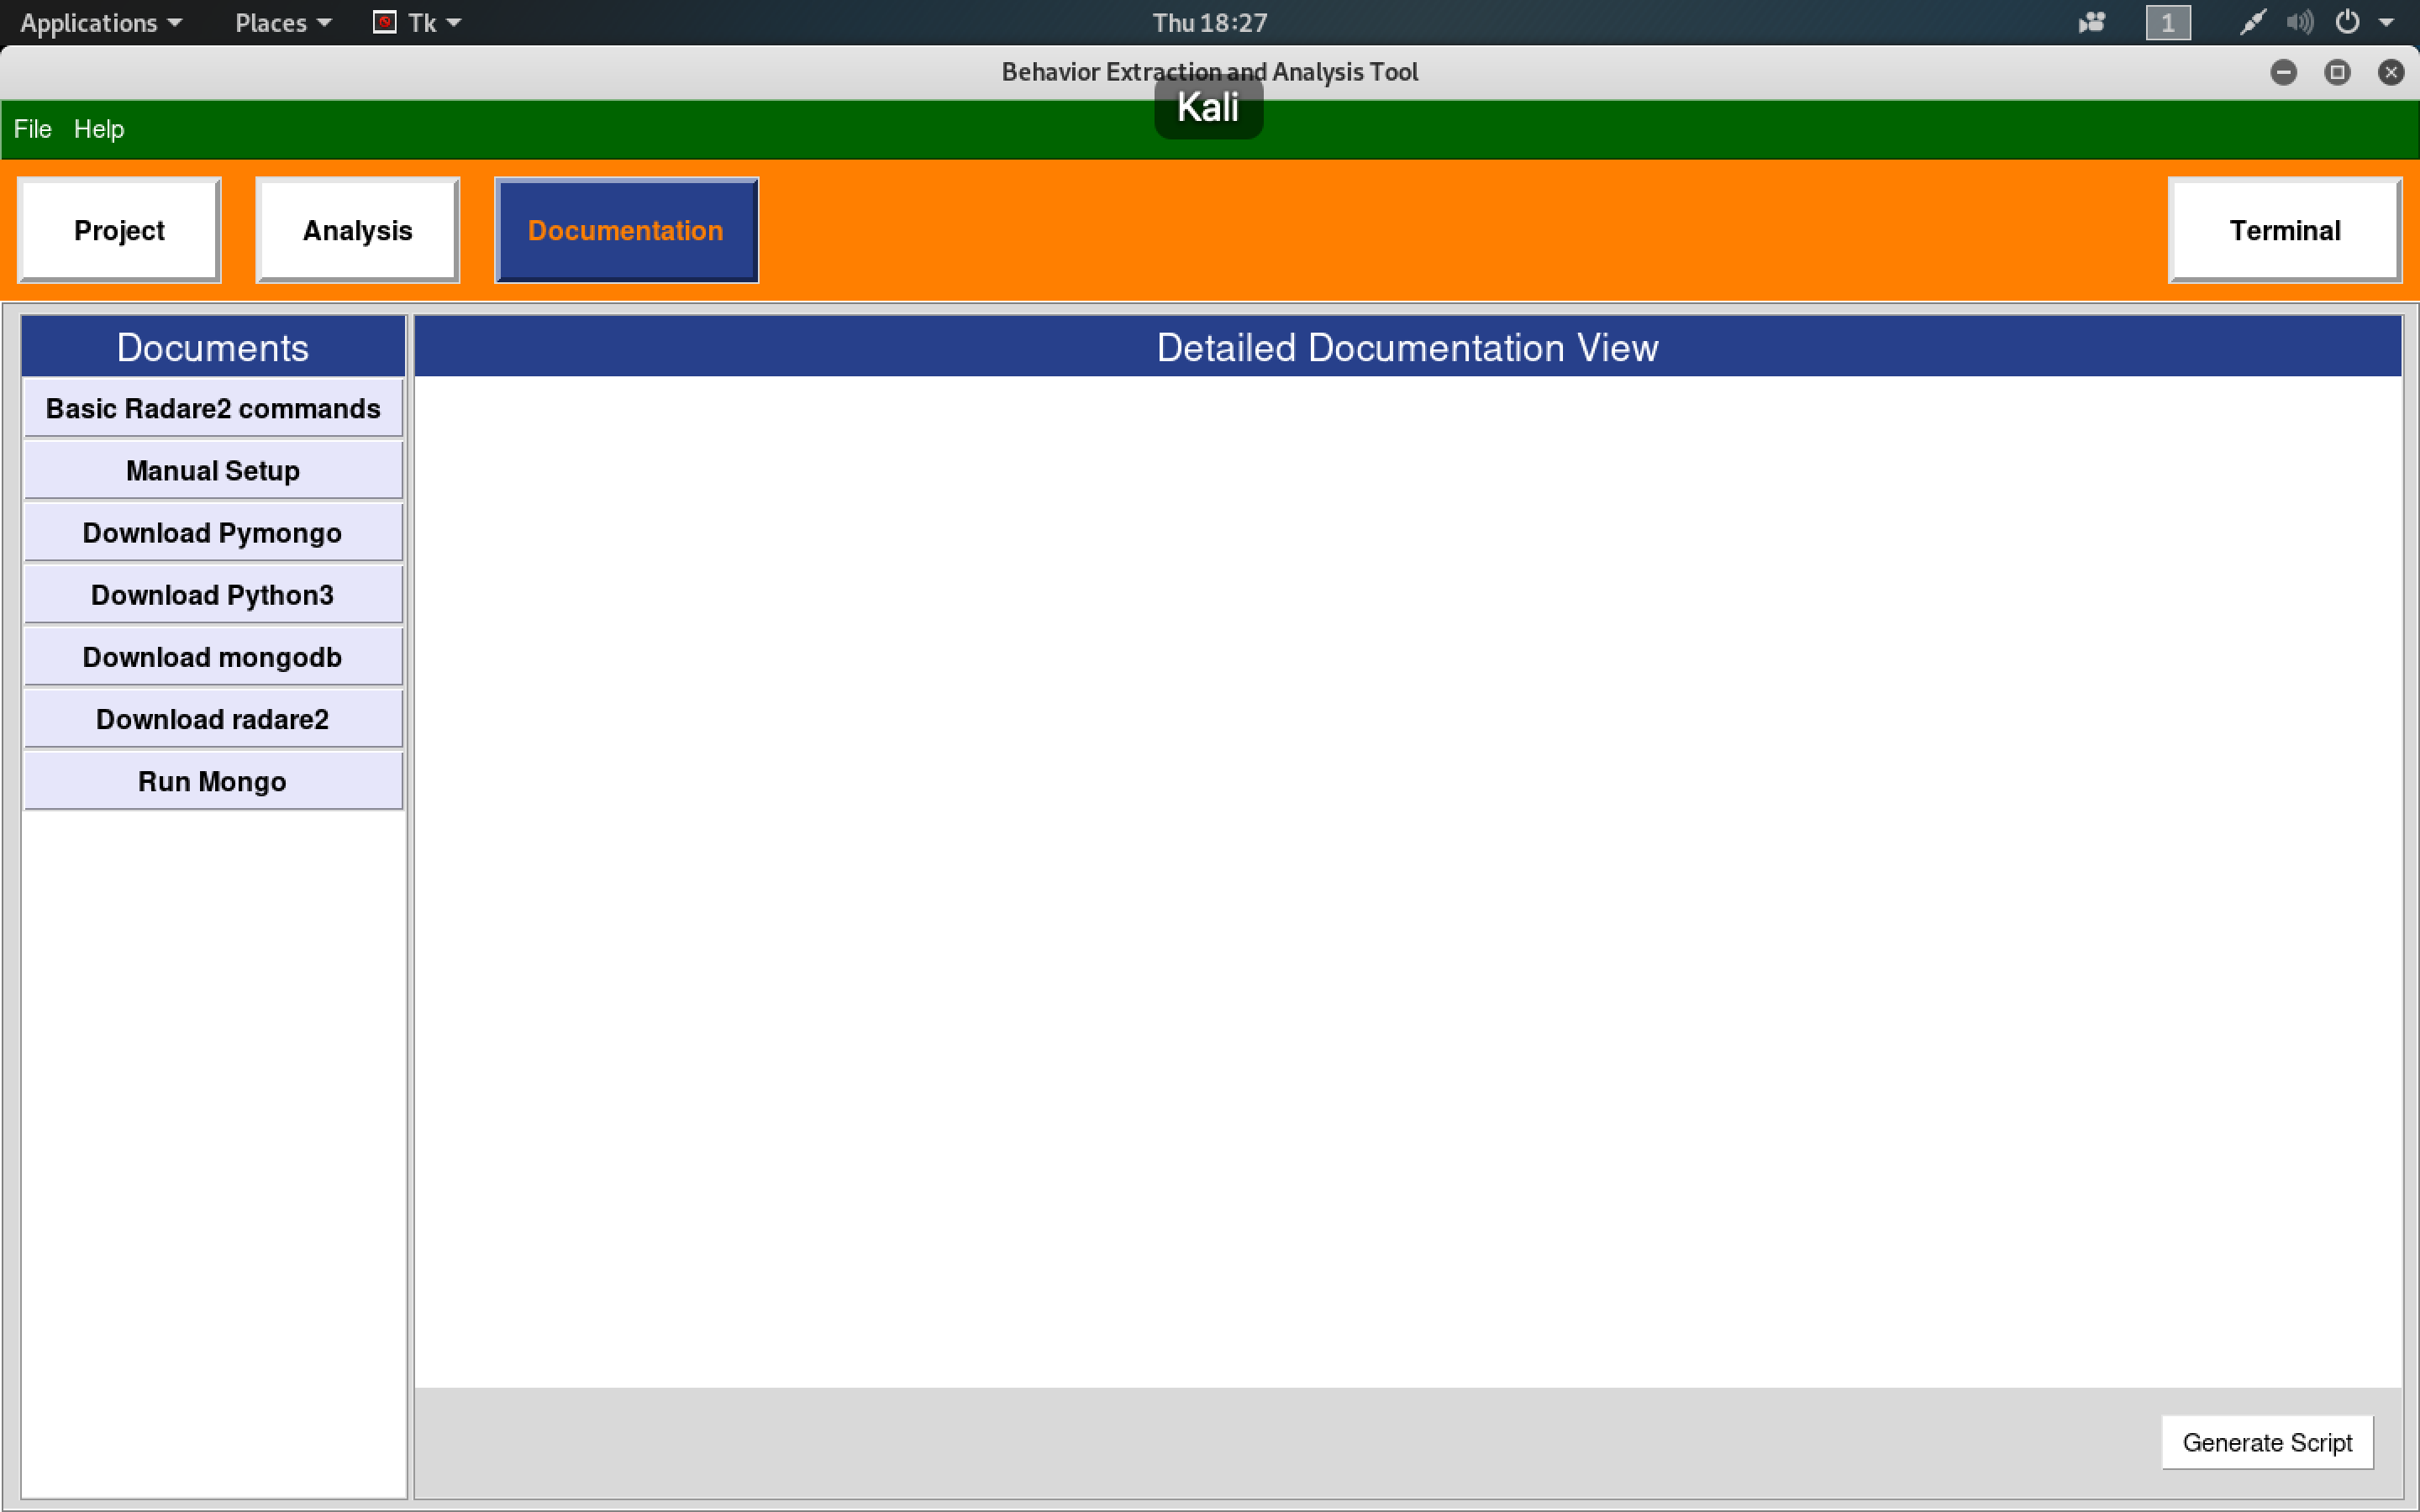 Applications Places Tk Thu 18:27 1
Behavior Extraction and Analysis Tool
Kali
File Help
Project Analysis Documentation Terminal
Documents Detailed Documentation View
Basic Radare2 commands
Manual Setup
Download Pymongo
Download Python3
Download mongodb
Download radare2
Run Mongo
Generate Script